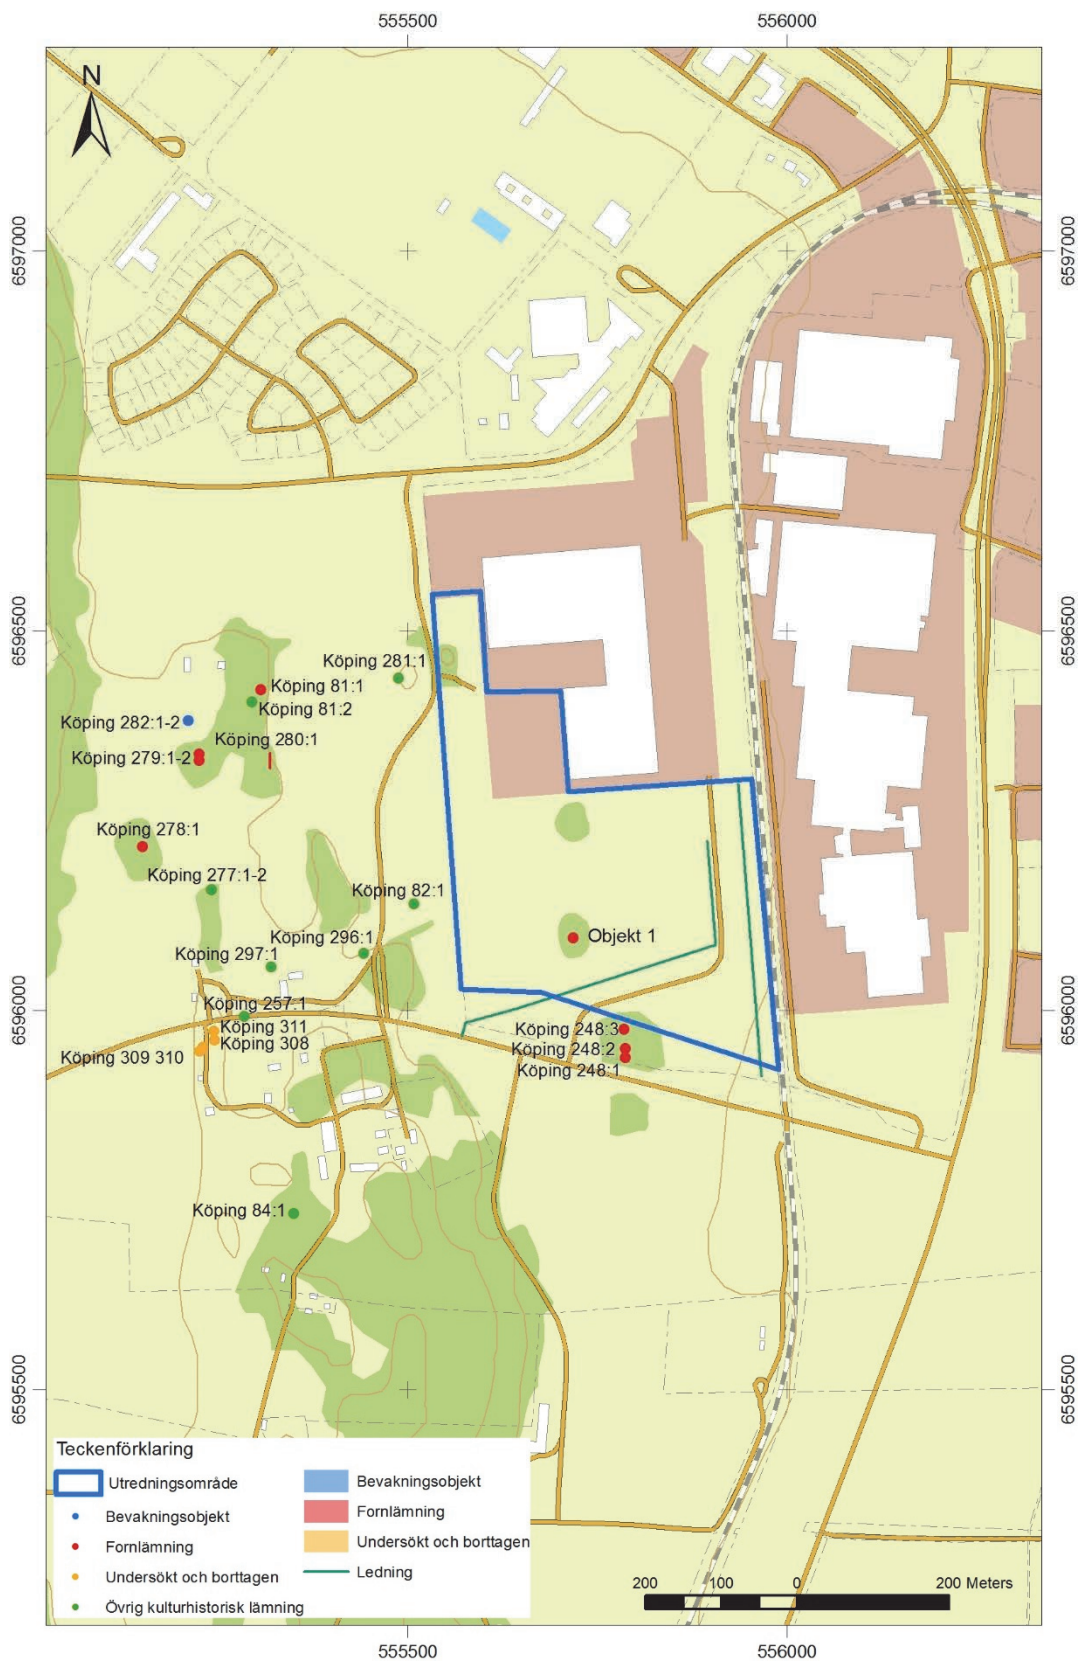 555500
556000
N
6597000
6597000
6596500
6596500
Köping 281:1
Köping 81:1
Köping 81:2
Köping 282:1-2
Köping 280:1
Köping 279:1-2
Köping 278:1
Köping 277:1-2
Köping 82:1
Objekt 1
Köping 296:1
Köping 297:1
6596000
6596000
Köping 257:1
Köping 311
Köping 308
Köping 309 310
Köping 248:3
Köping 248:2
Köping 248:1
Köping 84:1
6595500
6595500
Teckenförklaring
Utredningsområde
Bevakningsobjekt
Fornlämning
Undersökt och borttagen
Övrig kulturhistorisk lämning
Bevakningsobjekt
Fornlämning
Undersökt och borttagen
Ledning
200 100 0 200 Meters
555500
556000